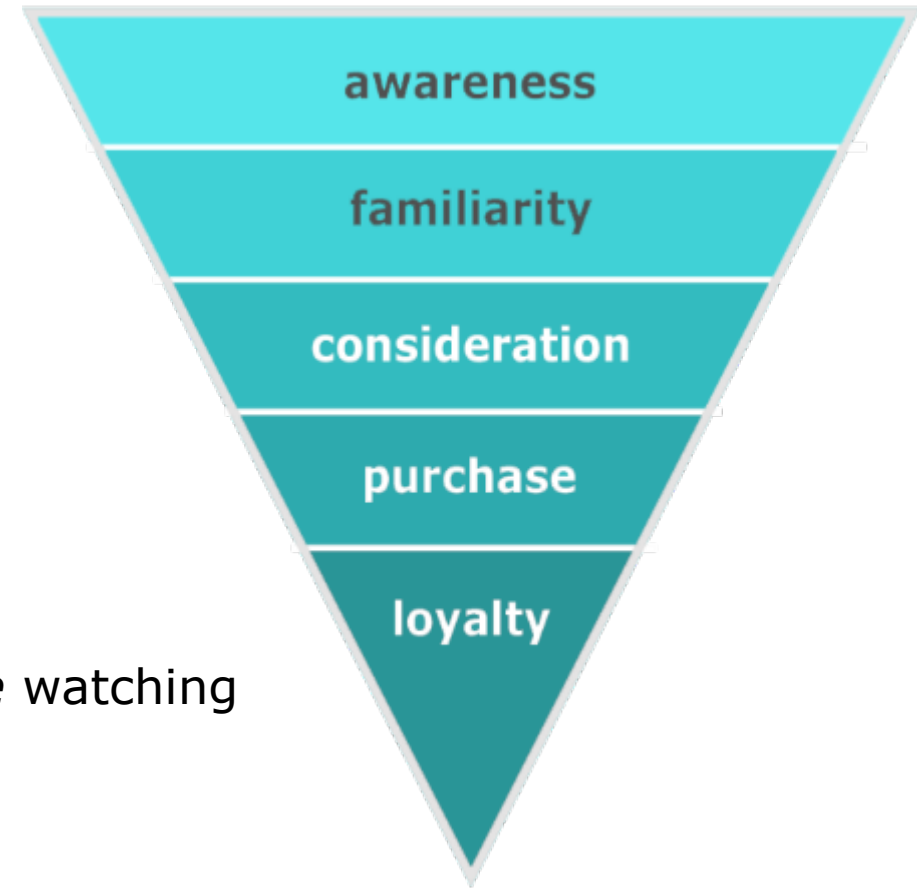 awareness
familiarity
consideration
purchase
loyalty
watching